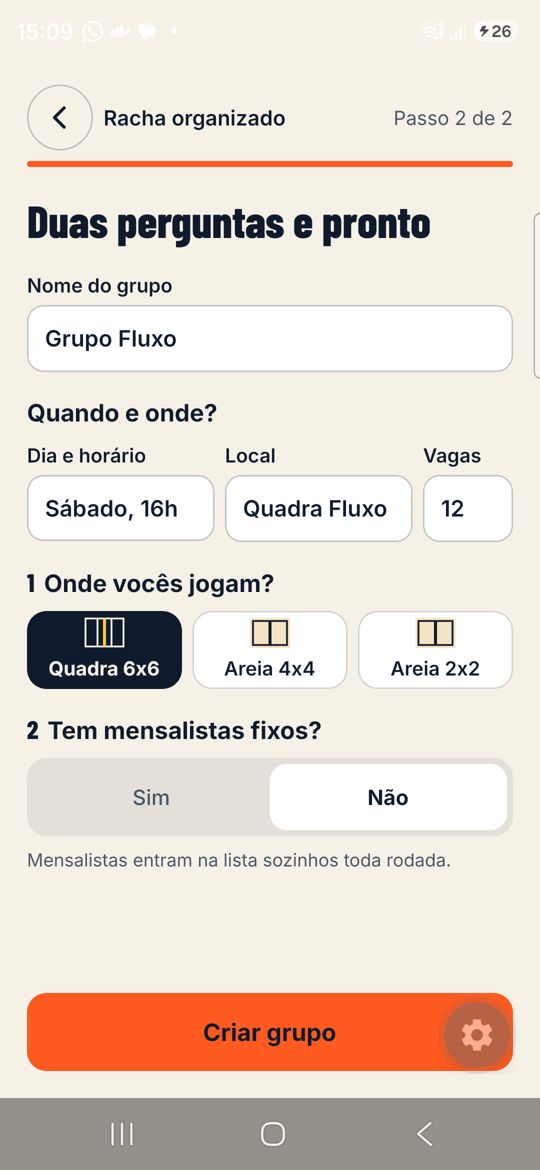 15:09 26
Racha organizado Passo 2 de 2
Duas perguntas e pronto
Nome do grupo
Grupo Fluxo
Quando e onde?
Dia e horário Local Vagas
Sábado, 16h Quadra Fluxo 12
1 Onde vocês jogam?
Quadra 6x6 Areia 4x4 Areia 2x2
2 Tem mensalistas fixos?
Sim Não
Mensalistas entram na lista sozinhos toda rodada.
Criar grupo